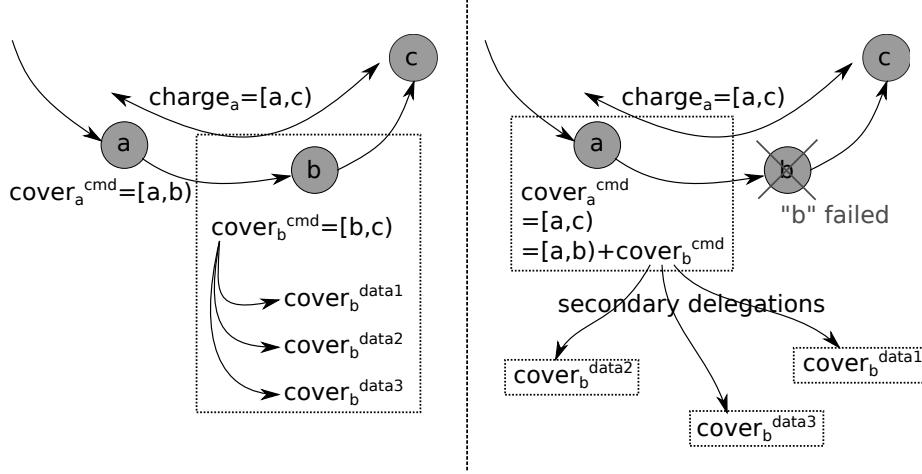 c
charge_a=[a,c)
a
b
cover_a^cmd=[a,b)
cover_b^cmd=[b,c)
cover_b^data1
cover_b^data2
cover_b^data3
c
charge_a=[a,c)
a
b
cover_a^cmd
=[a,c)
=[a,b)+cover_b^cmd
"b" failed
secondary delegations
cover_b^data2
cover_b^data1
cover_b^data3